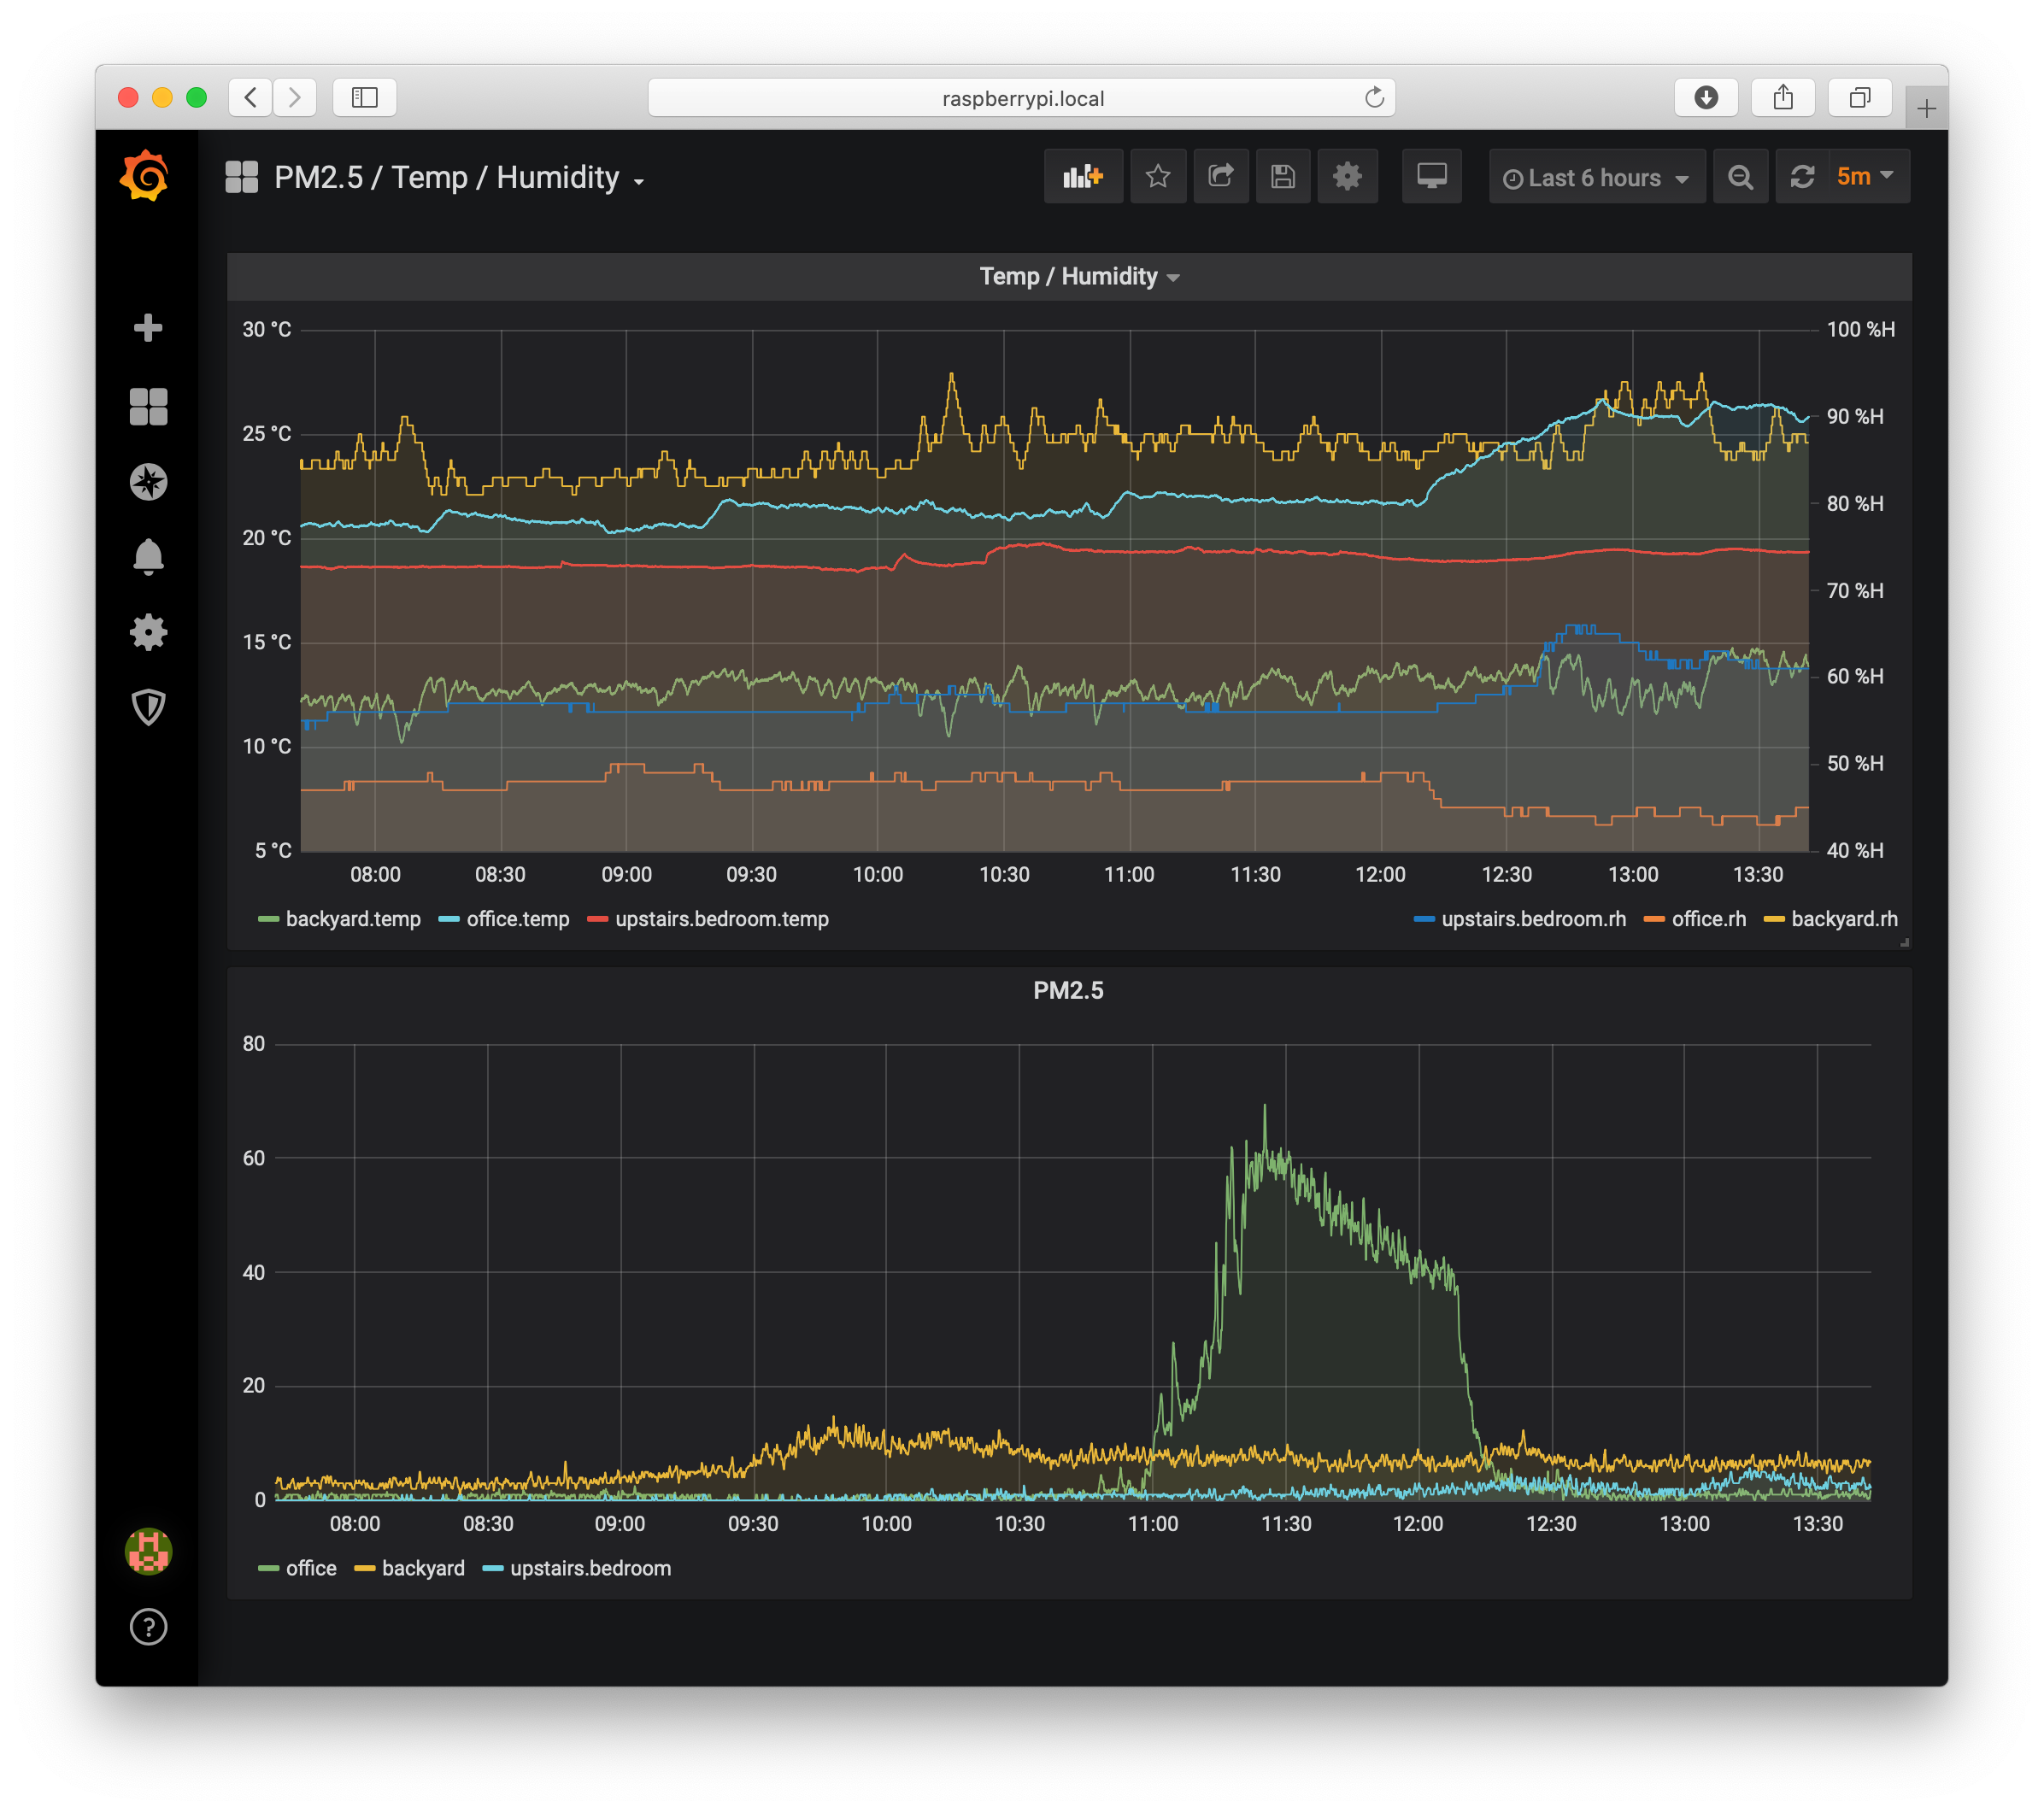 raspberrypi.local
PM2.5 / Temp / Humidity
Last 6 hours
5m
Temp / Humidity
30 °C
25 °C
20 °C
15 °C
10 °C
5 °C
100 %H
90 %H
80 %H
70 %H
60 %H
50 %H
40 %H
08:00 08:30 09:00 09:30 10:00 10:30 11:00 11:30 12:00 12:30 13:00 13:30
backyard.temp office.temp upstairs.bedroom.temp upstairs.bedroom.rh office.rh backyard.rh
PM2.5
80
60
40
20
0
08:00 08:30 09:00 09:30 10:00 10:30 11:00 11:30 12:00 12:30 13:00 13:30
office backyard upstairs.bedroom